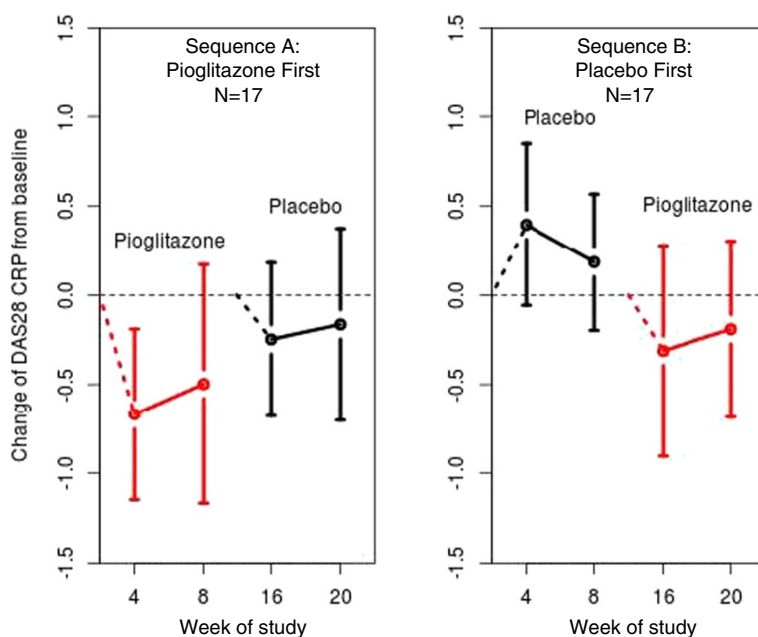 Change of DAS28 CRP from baseline
1.5
1.0
0.5
0.0
-0.5
-1.0
-1.5
Sequence A:
Pioglitazone First
N=17
Pioglitazone
Placebo
4 8 16 20
Week of study
1.5
1.0
0.5
0.0
-0.5
-1.0
-1.5
Sequence B:
Placebo First
N=17
Placebo
Pioglitazone
4 8 16 20
Week of study